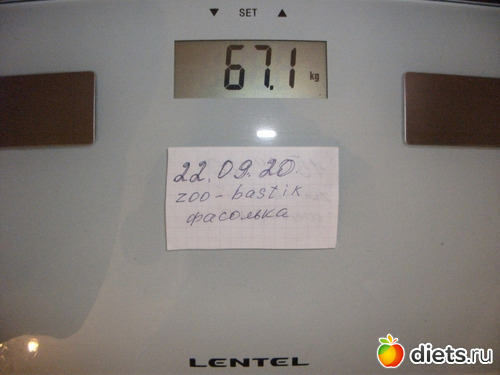 ▼ SET ▲
67.1 kg
22.09.20
zoo-bastik
фасолька
LENTEL
diets.ru